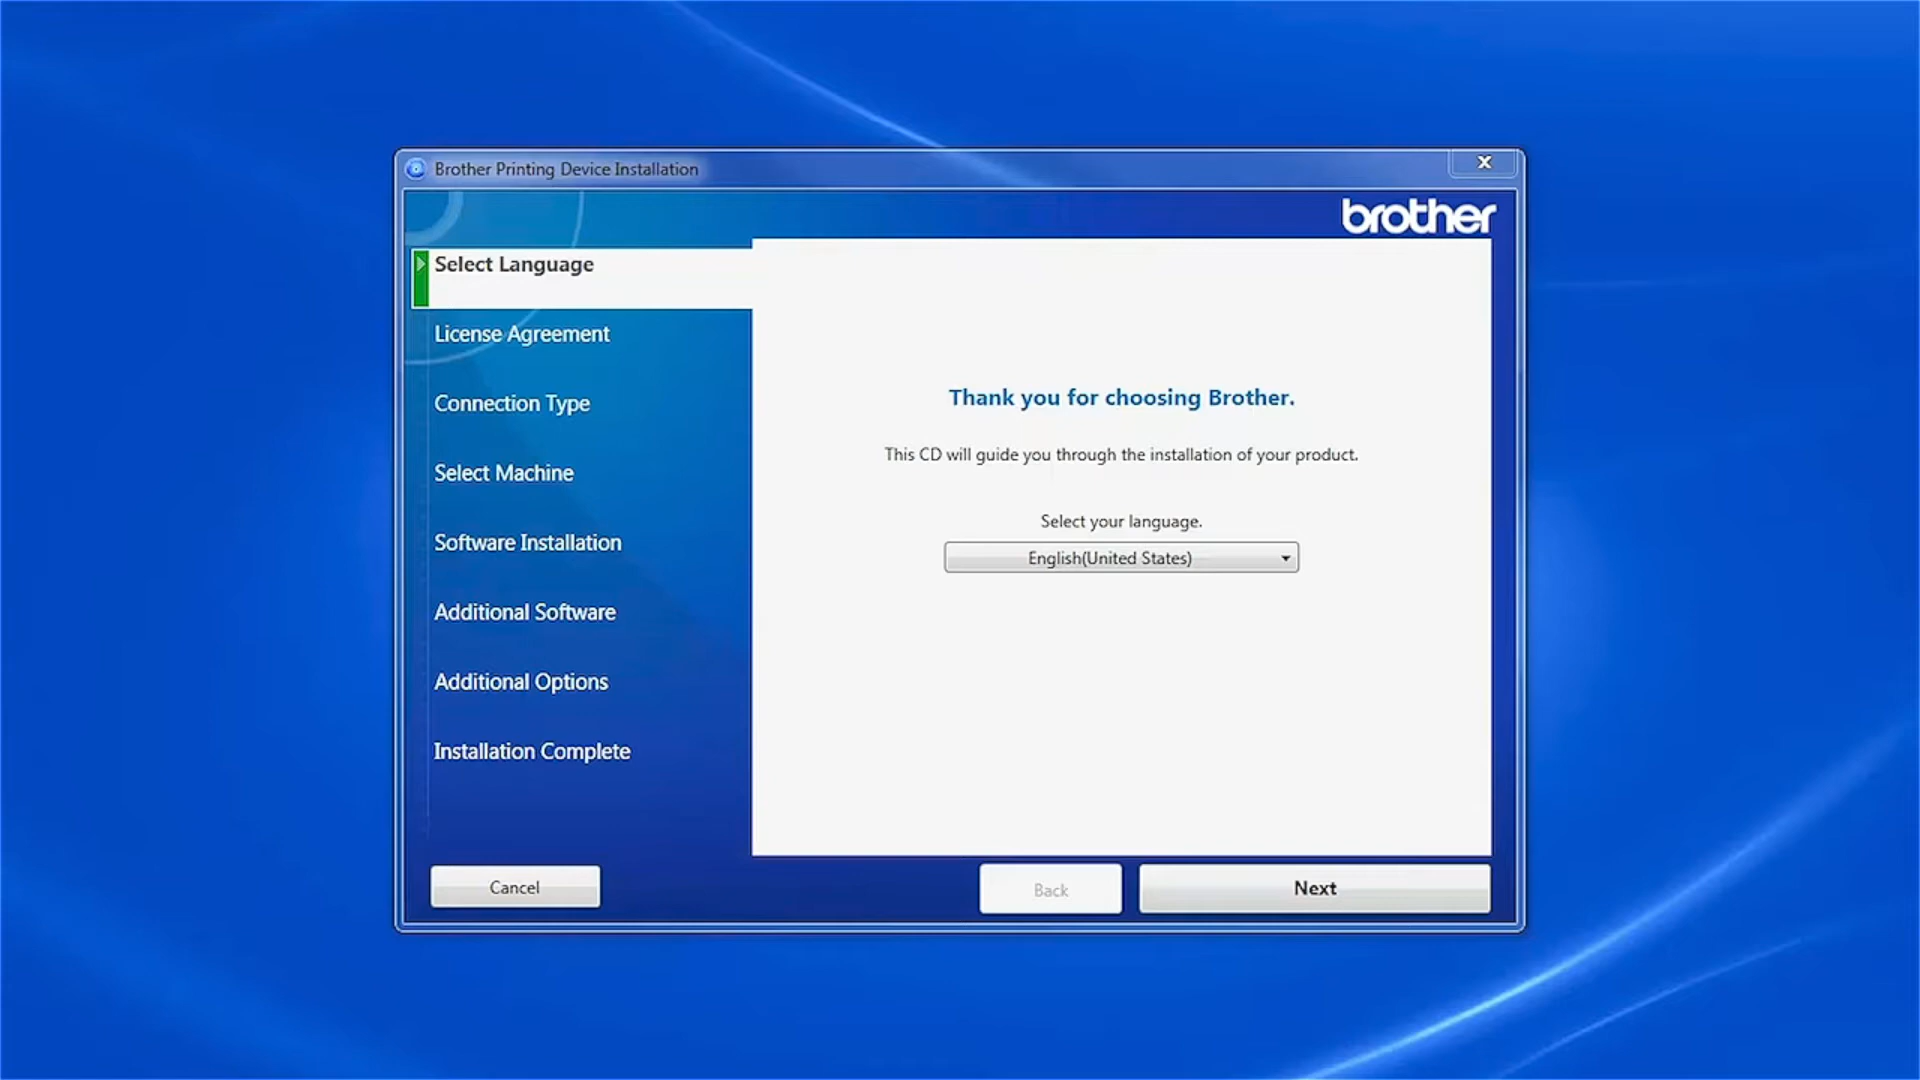 Brother Printing Device Installation
X
brother
Select Language
License Agreement
Connection Type
Select Machine
Software Installation
Additional Software
Additional Options
Installation Complete
Thank you for choosing Brother.
This CD will guide you through the installation of your product.
Select your language.
English(United States)
Cancel
Back
Next